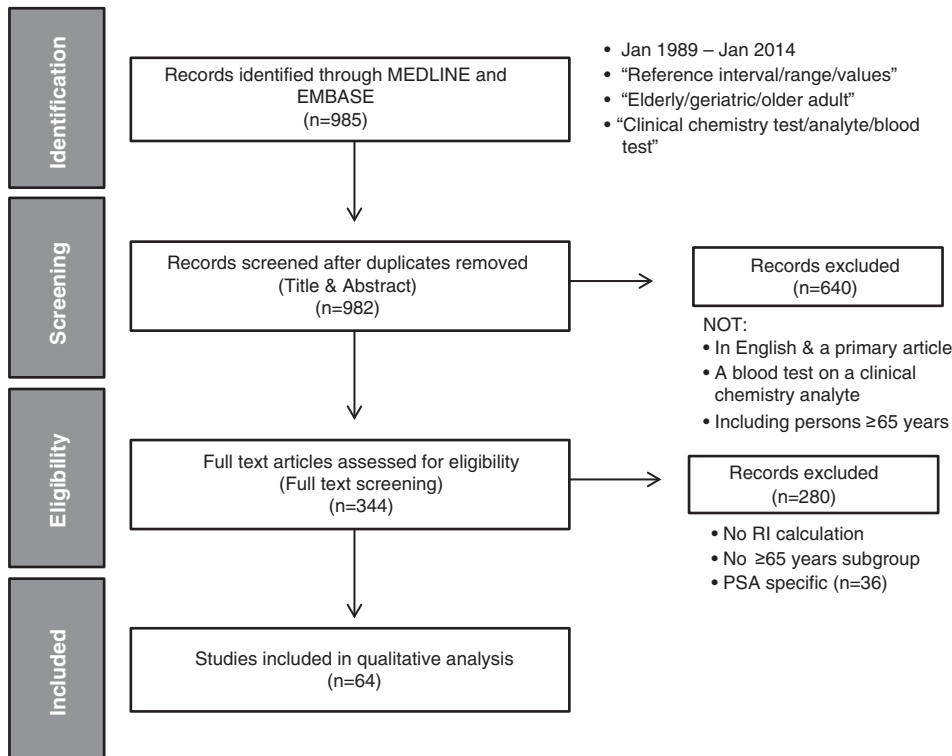 Identification
Records identified through MEDLINE and
EMBASE
(n=985)
• Jan 1989 – Jan 2014
• “Reference interval/range/values”
• “Elderly/geriatric/older adult”
• “Clinical chemistry test/analyte/blood
test”
Screening
Records screened after duplicates removed
(Title & Abstract)
(n=982)
Records excluded
(n=640)
NOT:
• In English & a primary article
• A blood test on a clinical
chemistry analyte
• Including persons ≥65 years
Eligibility
Full text articles assessed for eligibility
(Full text screening)
(n=344)
Records excluded
(n=280)
• No RI calculation
• No ≥65 years subgroup
• PSA specific (n=36)
Included
Studies included in qualitative analysis
(n=64)